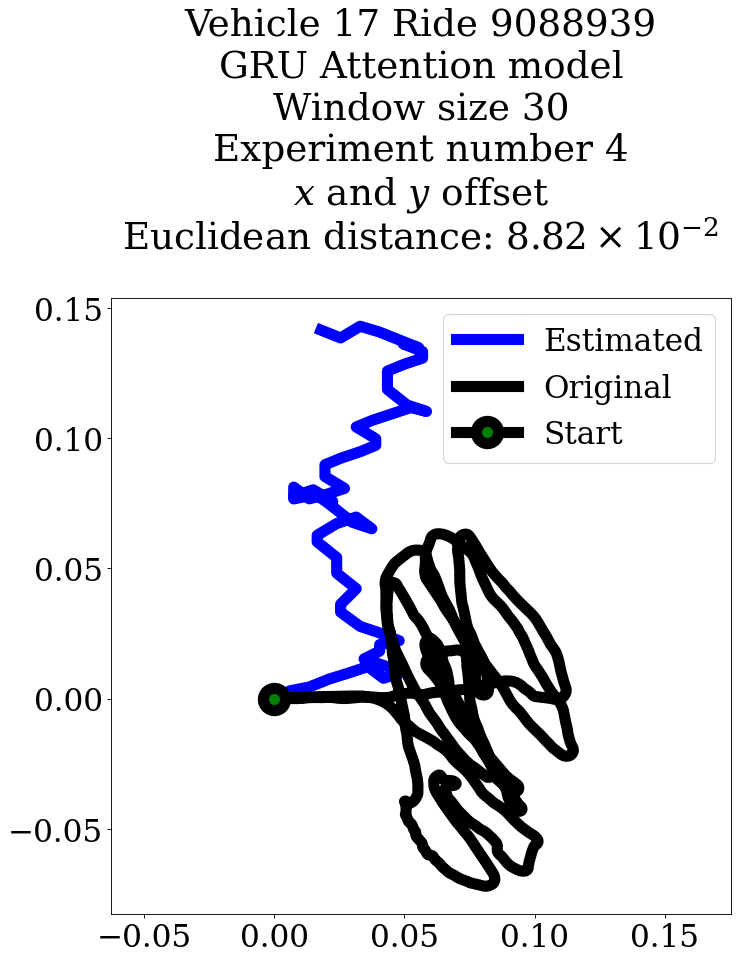 Vehicle 17 Ride 9088939
GRU Attention model
Window size 30
Experiment number 4
x and y offset
Euclidean distance: 8.82 × 10⁻²
Estimated
Original
Start
0.15
0.10
0.05
0.00
−0.05
−0.05 0.00 0.05 0.10 0.15